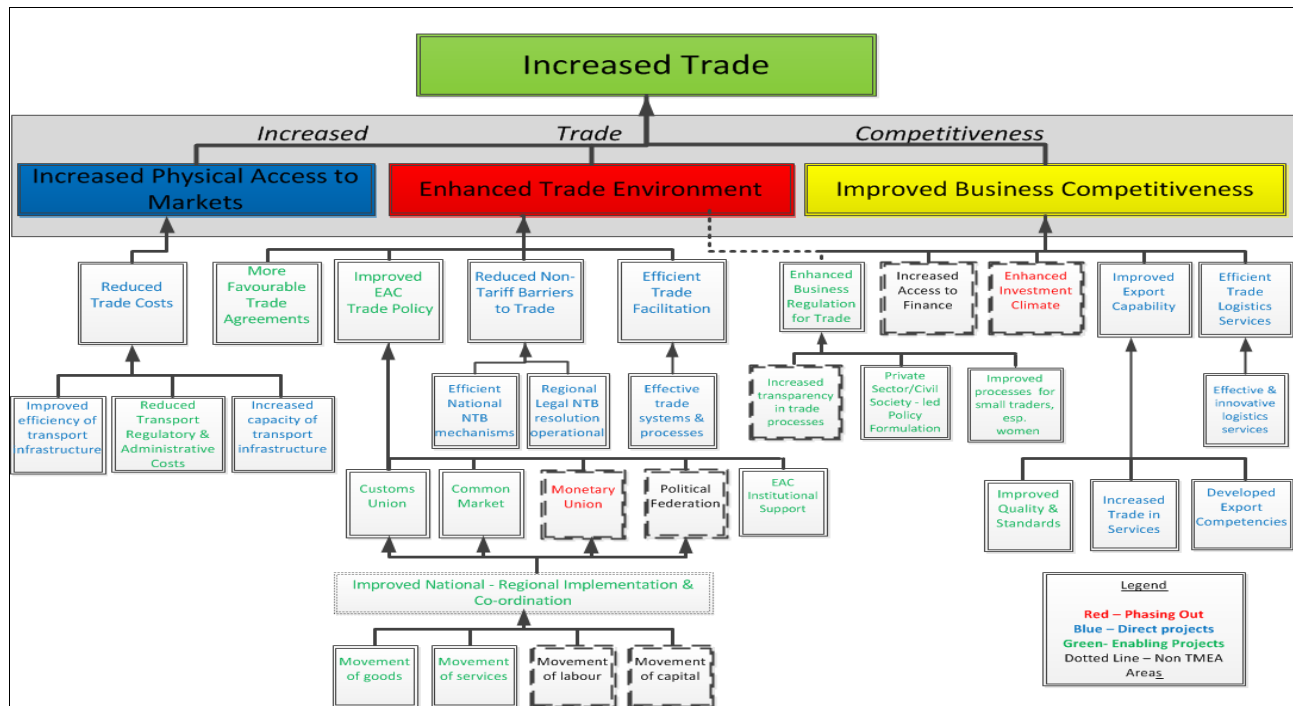 Increased Trade
Increased Trade Competitiveness
Increased Physical Access to
Markets
Enhanced Trade Environment
Improved Business Competitiveness
Reduced
Trade Costs
More
Favourable
Trade
Agreements
Improved
EAC
Trade Policy
Reduced Non-
Tariff Barriers
to Trade
Efficient
Trade
Facilitation
Enhanced
Business
Regulation
for Trade
Increased
Access to
Finance
Enhanced
Investment
Climate
Improved
Export
Capability
Efficient
Trade
Logistics
Services
Improved
efficiency of
transport
infrastructure
Reduced
Transport
Regulatory &
Administrative
Costs
Increased
capacity of
transport
infrastructure
Efficient
National
NTB
mechanisms
Regional
Legal NTB
resolution
operational
Effective
trade
systems &
processes
Increased
transparency
in trade
processes
Private
Sector/Civil
Society - led
Policy
Formulation
Improved
processes for
small traders,
esp.
women
Effective &
innovative
logistics
services
Customs
Union
Common
Market
Monetary
Union
Political
Federation
EAC
Institutional
Support
Improved
Quality &
Standards
Increased
Trade in
Services
Developed
Export
Competencies
Improved National - Regional Implementation &
Co-ordination
Movement
of goods
Movement
of services
Movement
of labour
Movement
of capital
Legend
Red – Phasing Out
Blue – Direct projects
Green- Enabling Projects
Dotted Line – Non TMEA
Areas